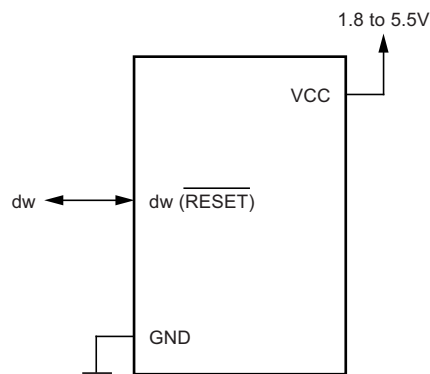 1.8 to 5.5V
VCC
dw
dw (RESET)
GND